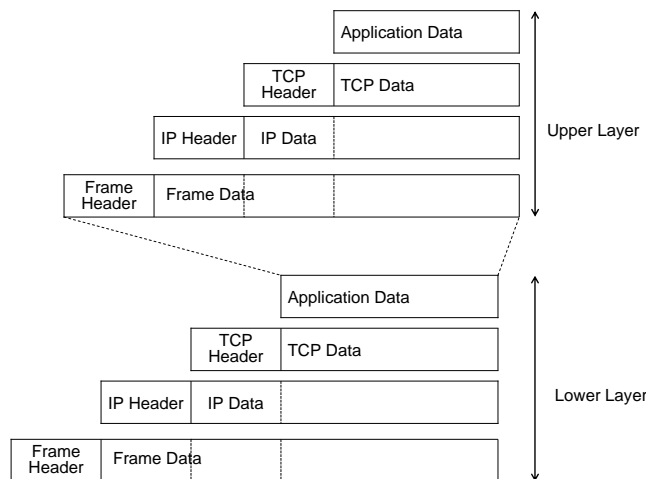 Application Data
TCP
Header
TCP Data
Upper Layer
IP Header
IP Data
Frame
Header
Frame Data
Application Data
TCP
Header
TCP Data
Lower Layer
IP Header
IP Data
Frame
Header
Frame Data